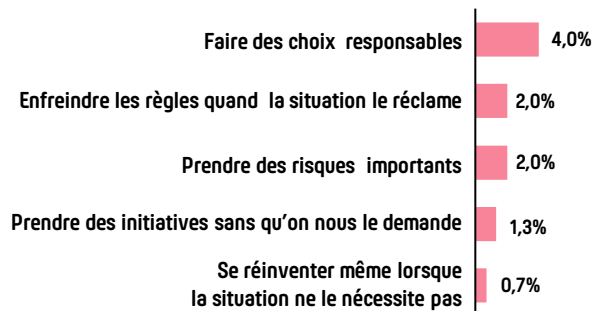 Faire des choix responsables 4,0%
Enfreindre les règles quand la situation le réclame 2,0%
Prendre des risques importants 2,0%
Prendre des initiatives sans qu'on nous le demande 1,3%
Se réinventer même lorsque
la situation ne le nécessite pas 0,7%